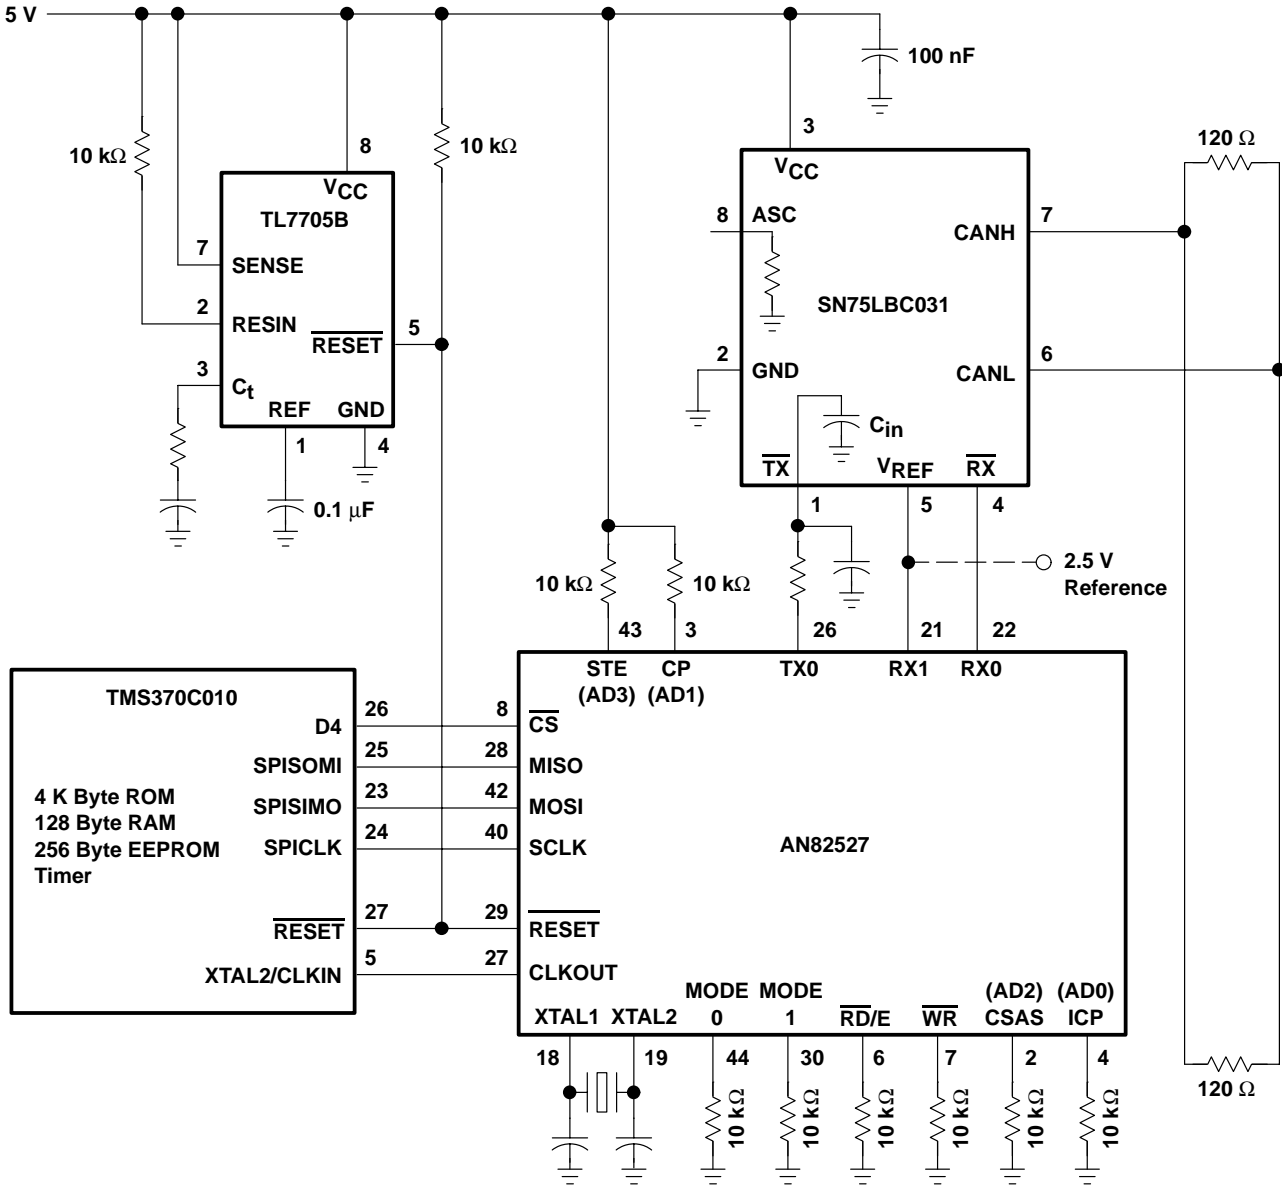 5 V
100 nF
10 kΩ
8
10 kΩ
3
120 Ω
VCC
TL7705B
7
SENSE
2
RESIN
RESET
5
3
Ct
REF
GND
1
4
0.1 μF
VCC
8
ASC
CANH
7
SN75LBC031
2
GND
CANL
6
Cin
TX
VREF
RX
1
5
4
2.5 V
Reference
10 kΩ
10 kΩ
43
3
26
21
22
STE
(AD3)
CP
(AD1)
TX0
RX1
RX0
TMS370C010
D4
26
8
CS
SPISOMI
25
28
MISO
4 K Byte ROM
128 Byte RAM
256 Byte EEPROM
Timer
SPISIMO
23
42
MOSI
SPICLK
24
40
SCLK
AN82527
RESET
27
29
RESET
XTAL2/CLKIN
5
27
CLKOUT
XTAL1
XTAL2
MODE
0
MODE
1
RD/E
WR
(AD2)
CSAS
(AD0)
ICP
18
19
44
30
6
7
2
4
10 kΩ
10 kΩ
10 kΩ
10 kΩ
10 kΩ
10 kΩ
120 Ω